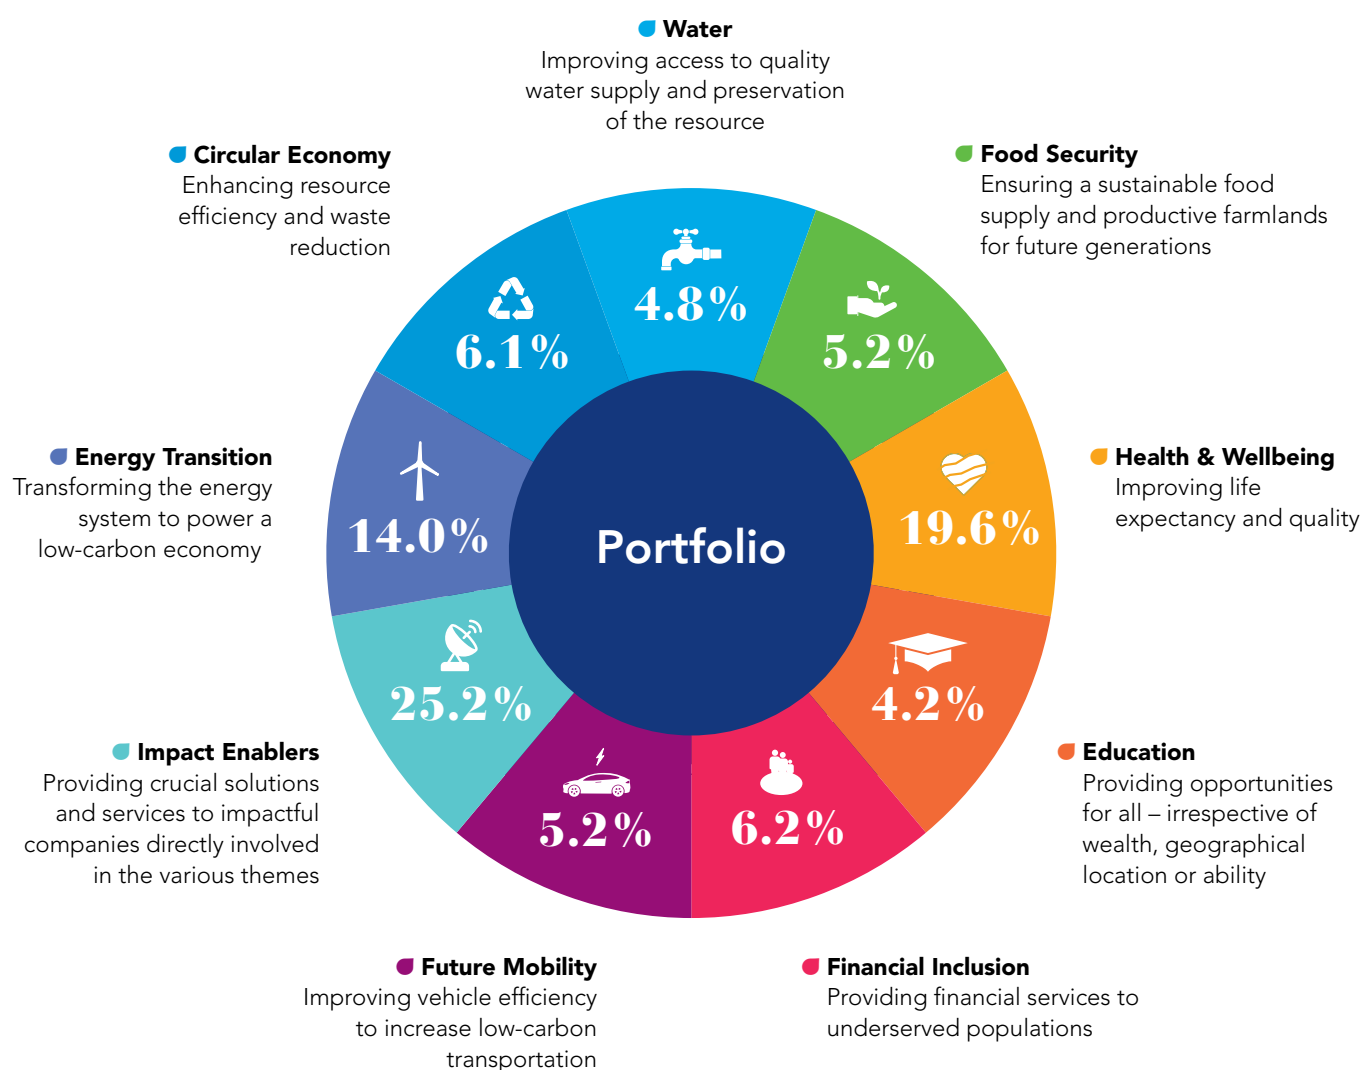 Water
Improving access to quality
water supply and preservation
of the resource
Food Security
Ensuring a sustainable food
supply and productive farmlands
for future generations
Health & Wellbeing
Improving life
expectancy and quality
Education
Providing opportunities
for all – irrespective of
wealth, geographical
location or ability
Financial Inclusion
Providing financial services to
underserved populations
Future Mobility
Improving vehicle efficiency
to increase low-carbon
transportation
Impact Enablers
Providing crucial solutions
and services to impactful
companies directly involved
in the various themes
Energy Transition
Transforming the energy
system to power a
low-carbon economy
Circular Economy
Enhancing resource
efficiency and waste
reduction
4.8%
5.2%
19.6%
4.2%
6.2%
5.2%
25.2%
14.0%
6.1%
Portfolio